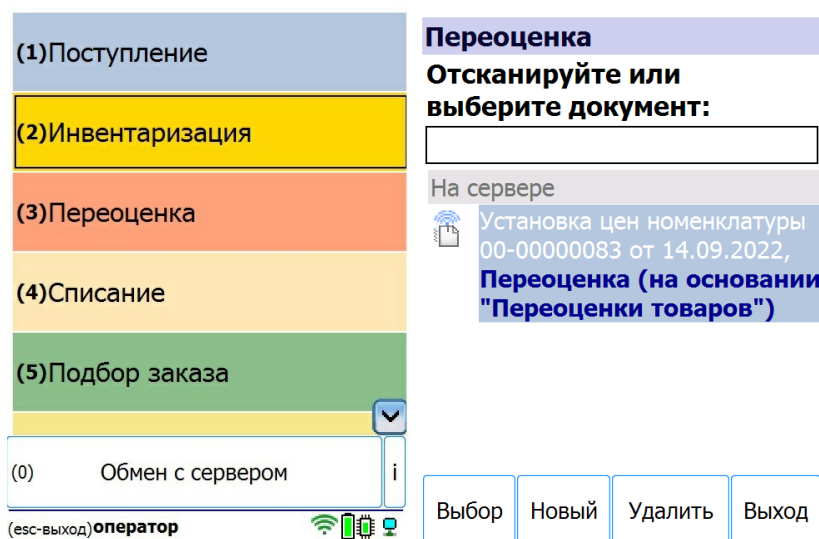 (1)Поступление
(2)Инвентаризация
(3)Переоценка
(4)Списание
(5)Подбор заказа
(0) Обмен с сервером i
(esc-выход)оператор
Переоценка
Отсканируйте или
выберите документ:
На сервере
Установка цен номенклатуры
00-00000083 от 14.09.2022,
Переоценка (на основании
"Переоценки товаров")
Выбор Новый Удалить Выход